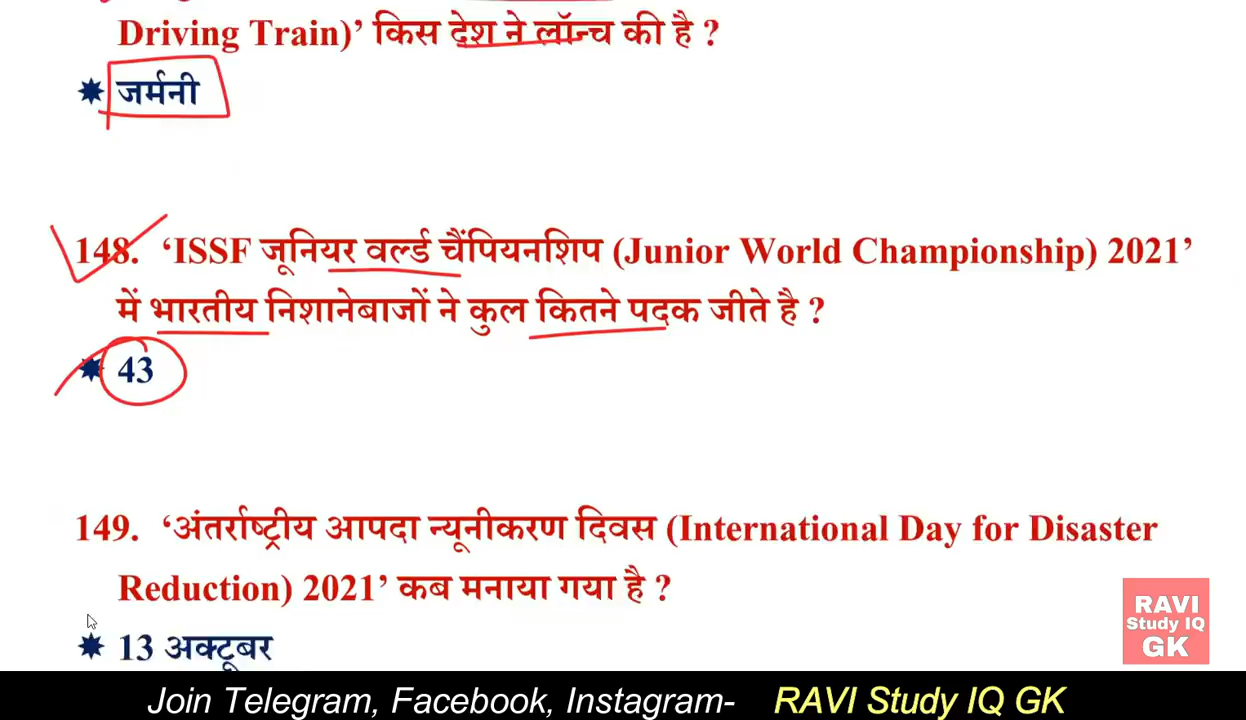 Driving Train)’ किस देश ने लॉन्च की है ?
जर्मनी
148. ‘ISSF जूनियर वर्ल्ड चैंपियनशिप (Junior World Championship) 2021’
में भारतीय निशानेबाजों ने कुल कितने पदक जीते है ?
43
149. ‘अंतर्राष्ट्रीय आपदा न्यूनीकरण दिवस (International Day for Disaster
Reduction) 2021’ कब मनाया गया है ?
13 अक्टूबर
RAVI
Study IQ
GK
Join Telegram, Facebook, Instagram- RAVI Study IQ GK